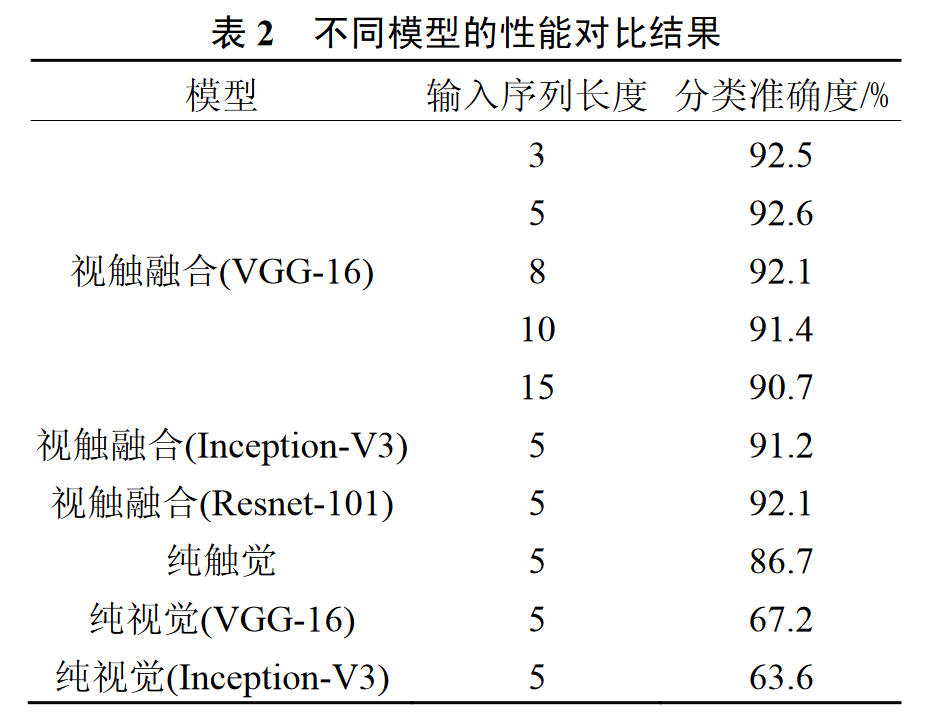 表 2 不同模型的性能对比结果
模型 输入序列长度 分类准确度/%
3 92.5
5 92.6
视触融合(VGG-16) 8 92.1
10 91.4
15 90.7
视触融合(Inception-V3) 5 91.2
视触融合(Resnet-101) 5 92.1
纯触觉 5 86.7
纯视觉(VGG-16) 5 67.2
纯视觉(Inception-V3) 5 63.6